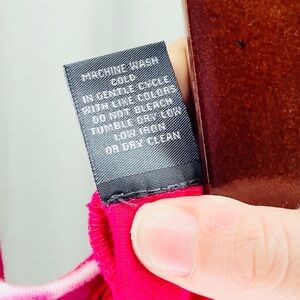 MACHINE WASH
COLD
IN GENTLE CYCLE
WITH LIKE COLORS
DO NOT BLEACH
TUMBLE DRY LOW
LOW IRON
OR DRY CLEAN